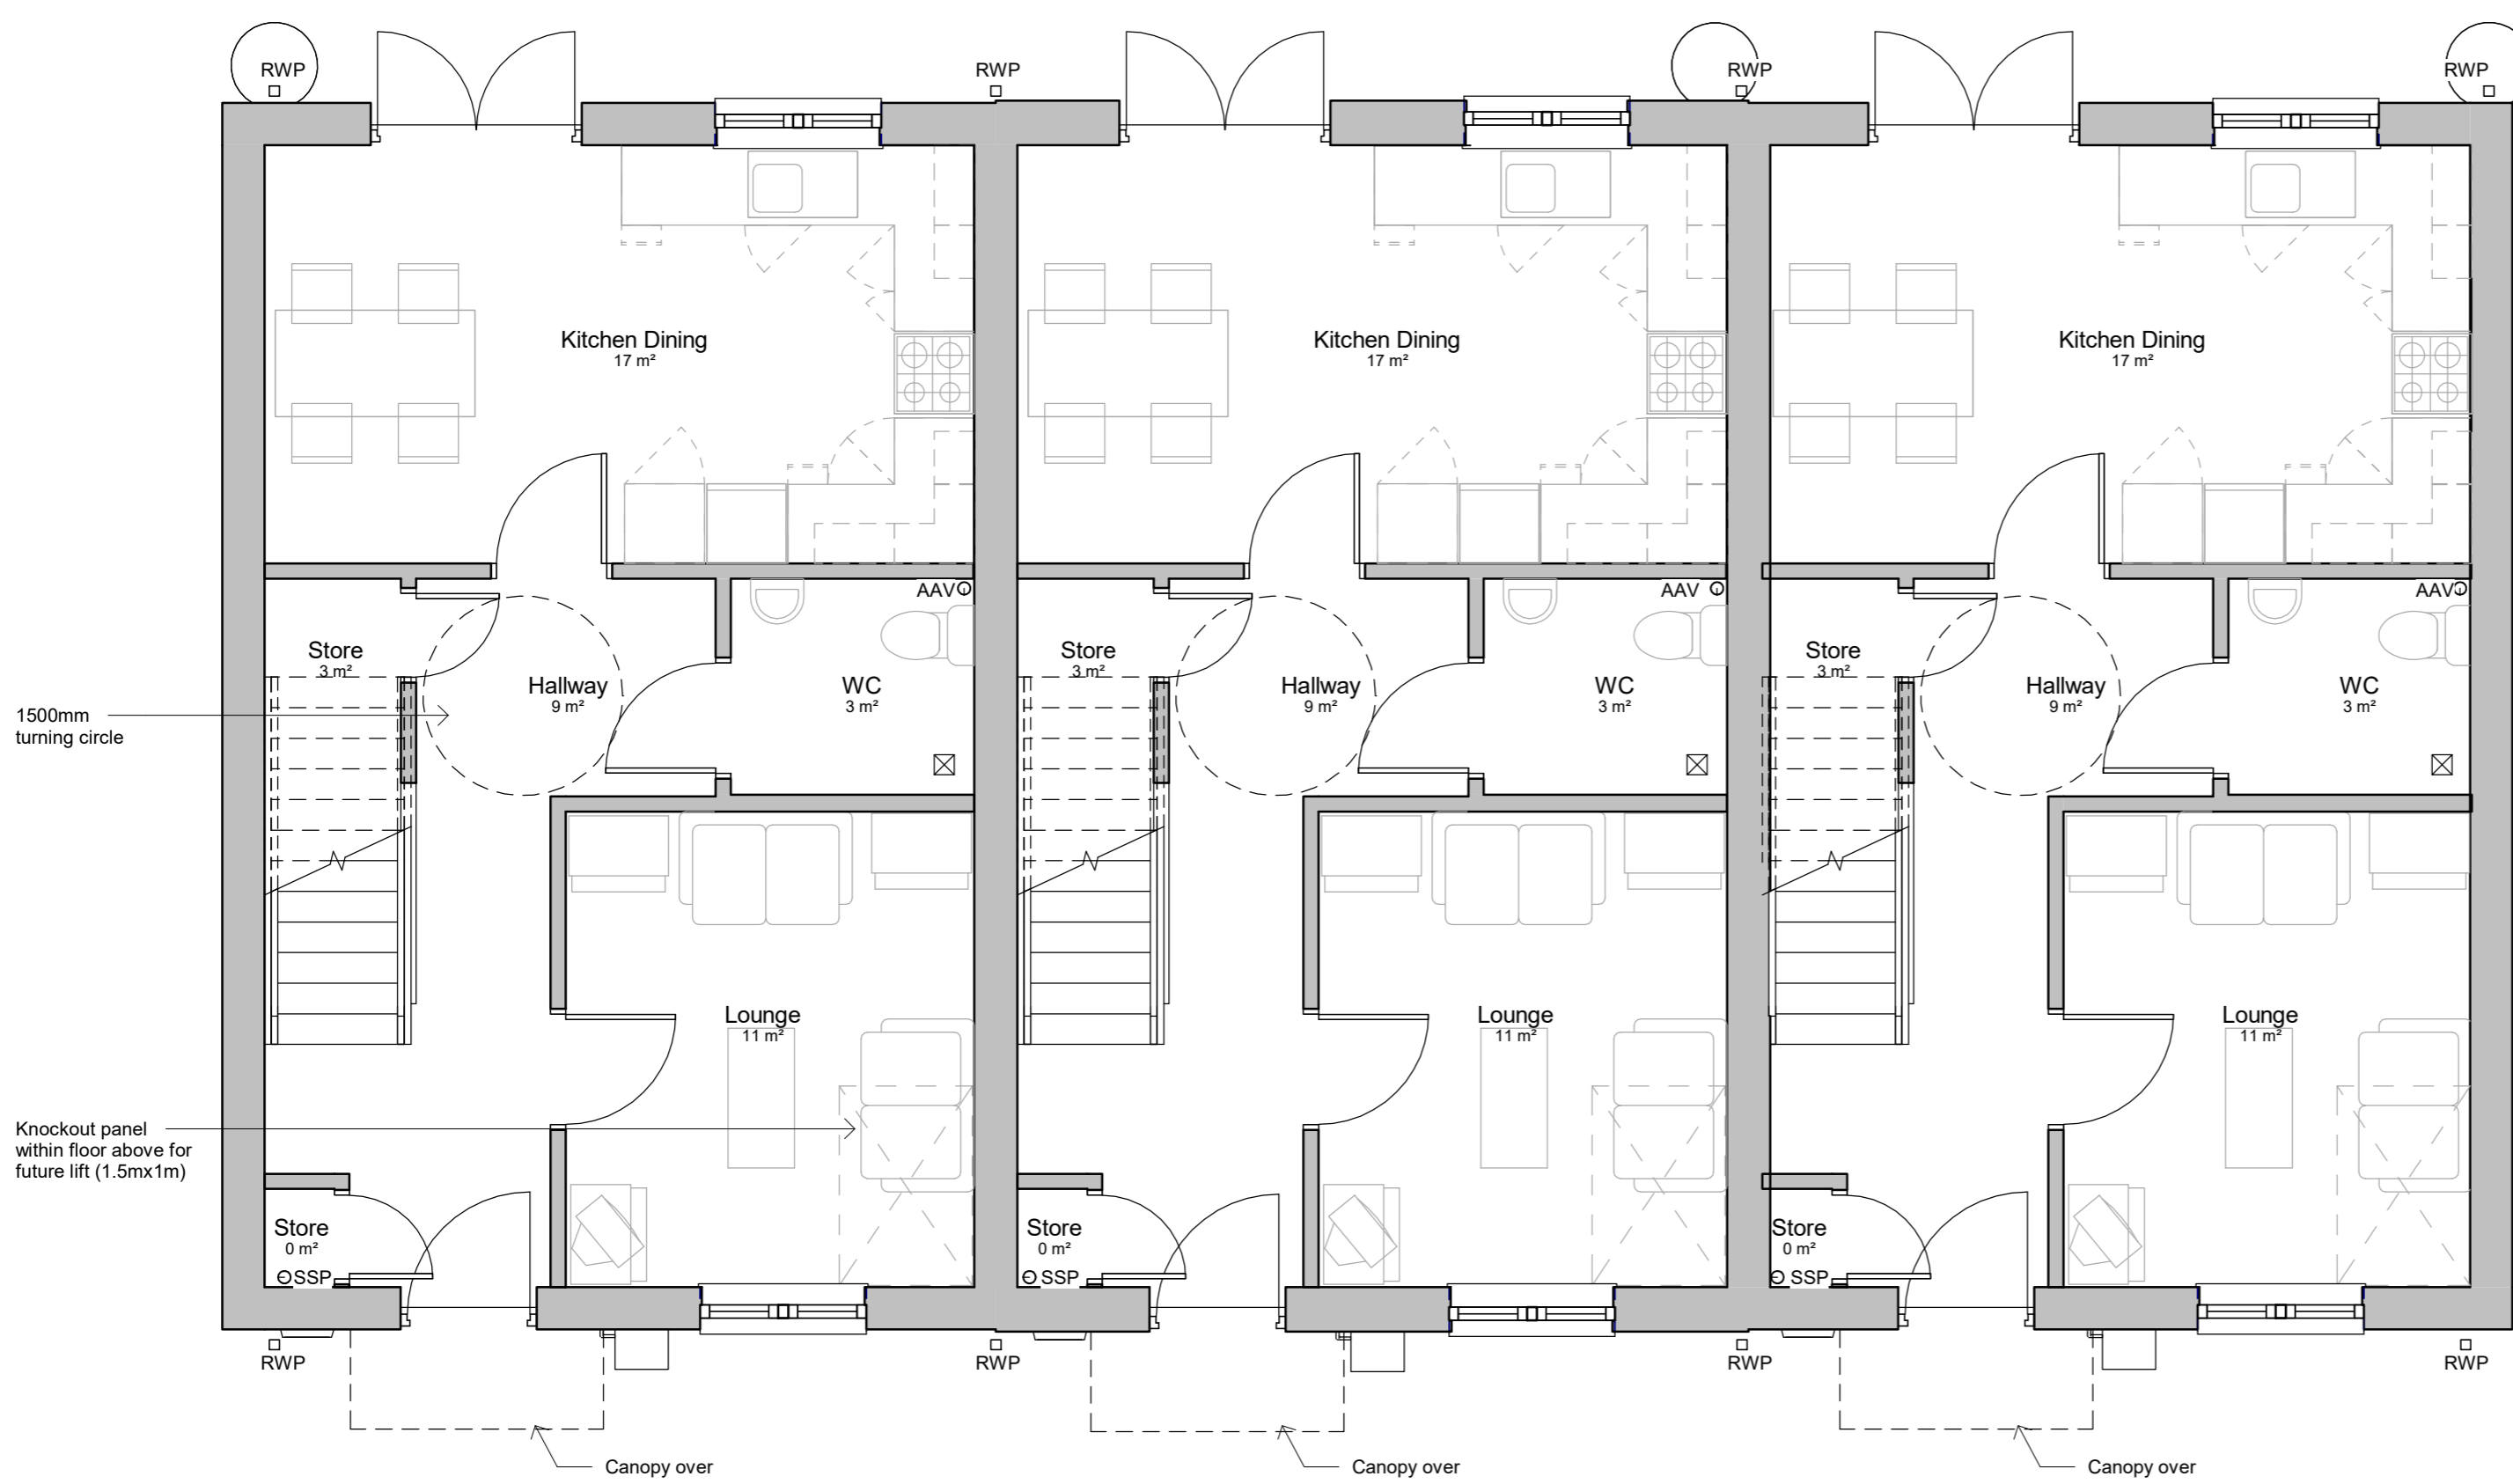 RWP
RWP
RWP
RWP
Kitchen Dining
17 m²
Kitchen Dining
17 m²
Kitchen Dining
17 m²
AAV
AAV
AAV
Store
3 m²
Hallway
9 m²
WC
3 m²
Store
3 m²
Hallway
9 m²
WC
3 m²
Store
3 m²
Hallway
9 m²
WC
3 m²
1500mm
turning circle
Lounge
11 m²
Lounge
11 m²
Lounge
11 m²
Knockout panel
within floor above for
future lift (1.5mx1m)
Store
0 m²
SSP
Store
0 m²
SSP
Store
0 m²
SSP
RWP
RWP
RWP
RWP
Canopy over
Canopy over
Canopy over